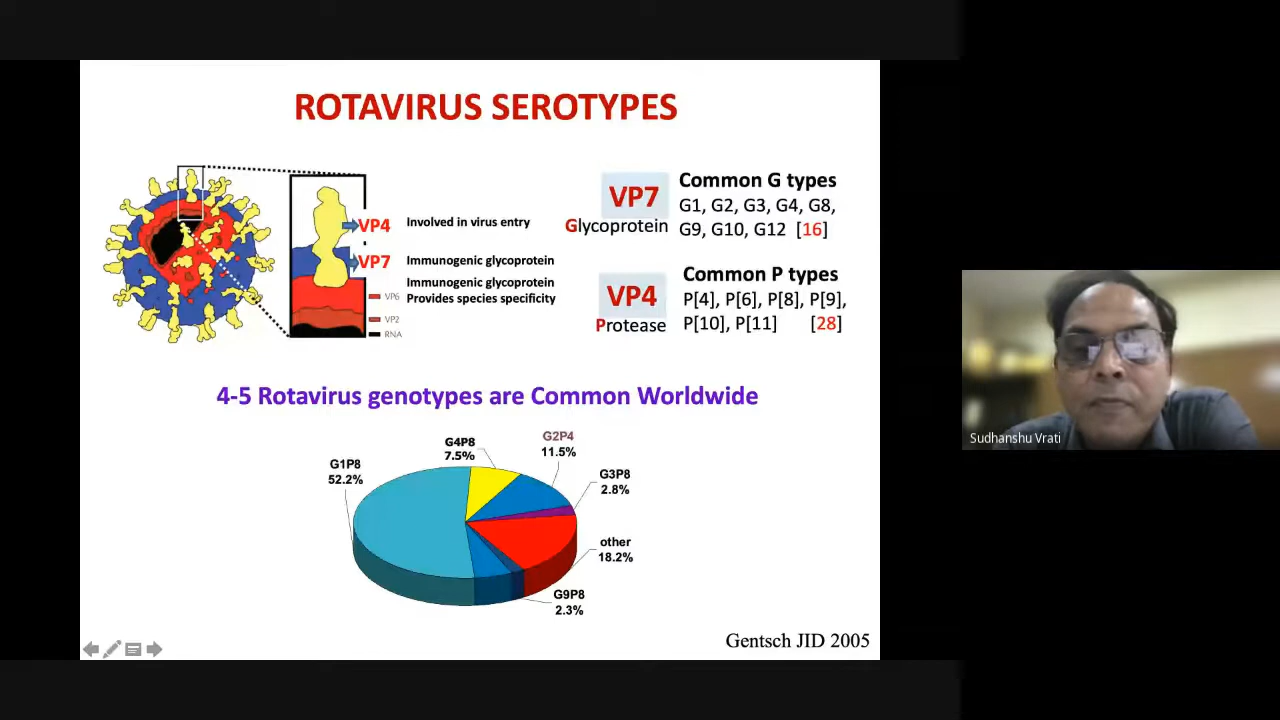 ROTAVIRUS SEROTYPES
VP4
Involved in virus entry
VP7
Immunogenic glycoprotein
Immunogenic glycoprotein
Provides species specificity
VP6
VP2
RNA
VP7
Glycoprotein
Common G types
G1, G2, G3, G4, G8,
G9, G10, G12 [16]
VP4
Protease
Common P types
P[4], P[6], P[8], P[9],
P[10], P[11] [28]
4-5 Rotavirus genotypes are Common Worldwide
G1P8
52.2%
G4P8
7.5%
G2P4
11.5%
G3P8
2.8%
other
18.2%
G9P8
2.3%
Gentsch JID 2005
Sudhanshu Vrati